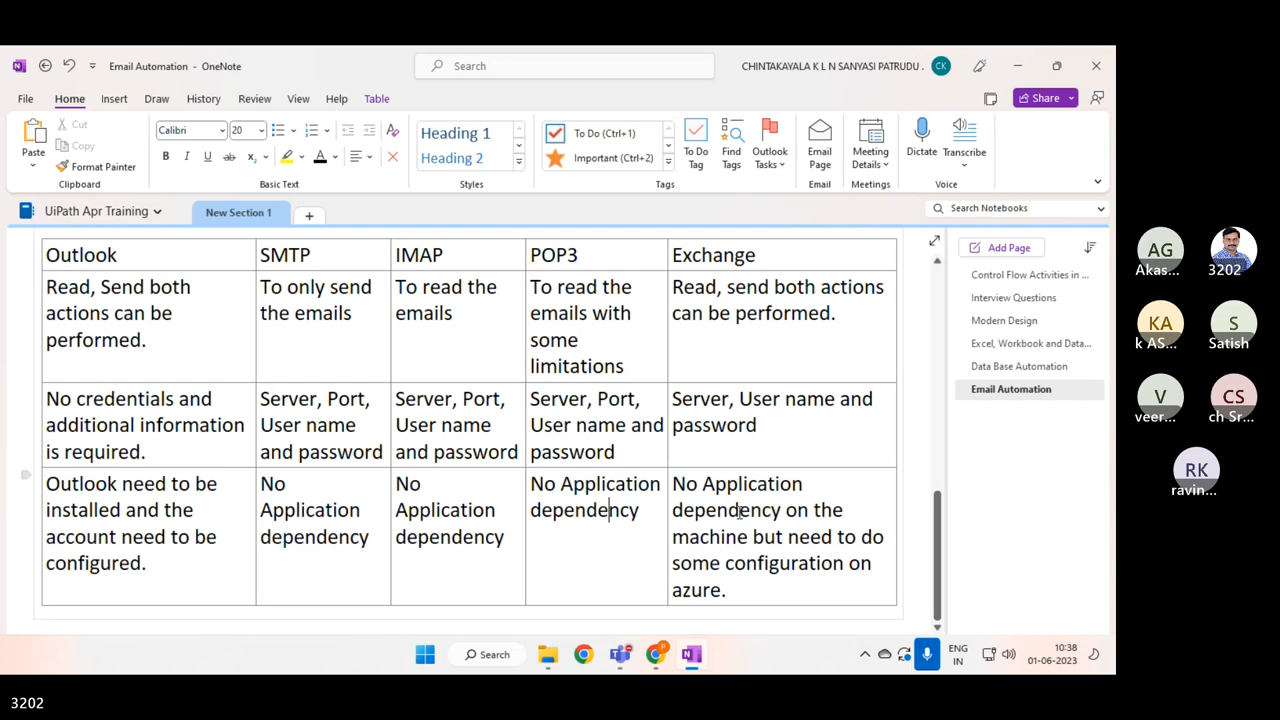 Email Automation - OneNote
Search
CHINTAKAYALA K L N SANYASI PATRUDU .
CK
File
Home
Insert
Draw
History
Review
View
Help
Table
Share
Paste
Cut
Copy
Format Painter
Clipboard
Calibri
20
B I U ab x
A
Basic Text
Heading 1
Heading 2
Styles
To Do (Ctrl+1)
Important (Ctrl+2)
To Do
Tag
Find
Tags
Outlook
Tasks
Tags
Email
Page
Email
Meeting
Details
Meetings
Dictate
Transcribe
Voice
UiPath Apr Training
New Section 1
+
Search Notebooks
Outlook
SMTP
IMAP
POP3
Exchange
Read, Send both
actions can be
performed.
To only send
the emails
To read the
emails
To read the
emails with
some
limitations
Read, send both actions
can be performed.
No credentials and
additional information
is required.
Server, Port,
User name
and password
Server, Port,
User name
and password
Server, Port,
User name and
password
Server, User name and
password
Outlook need to be
installed and the
account need to be
configured.
No
Application
dependency
No
Application
dependency
No Application
dependency
No Application
dependency on the
machine but need to do
some configuration on
azure.
Add Page
Control Flow Activities in ...
Interview Questions
Modern Design
Excel, Workbook and Data...
Data Base Automation
Email Automation
AG
Akas...
3202
KA
k AS...
S
Satish
V
veer...
CS
ch Sr...
RK
ravin...
Search
ENG
IN
10:38
01-06-2023
3202